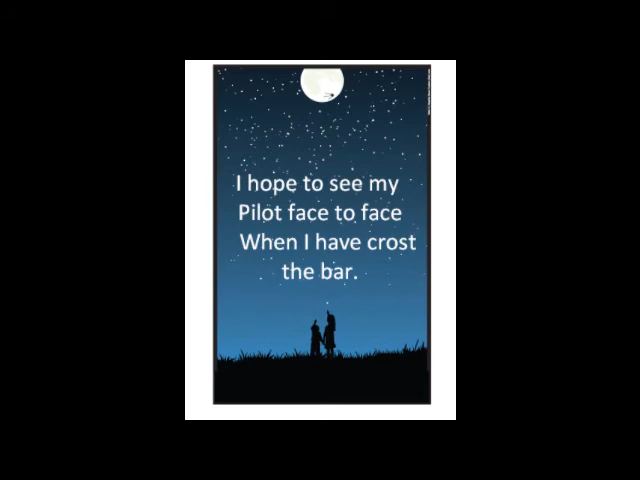 I hope to see my
Pilot face to face
When I have crost
the bar.